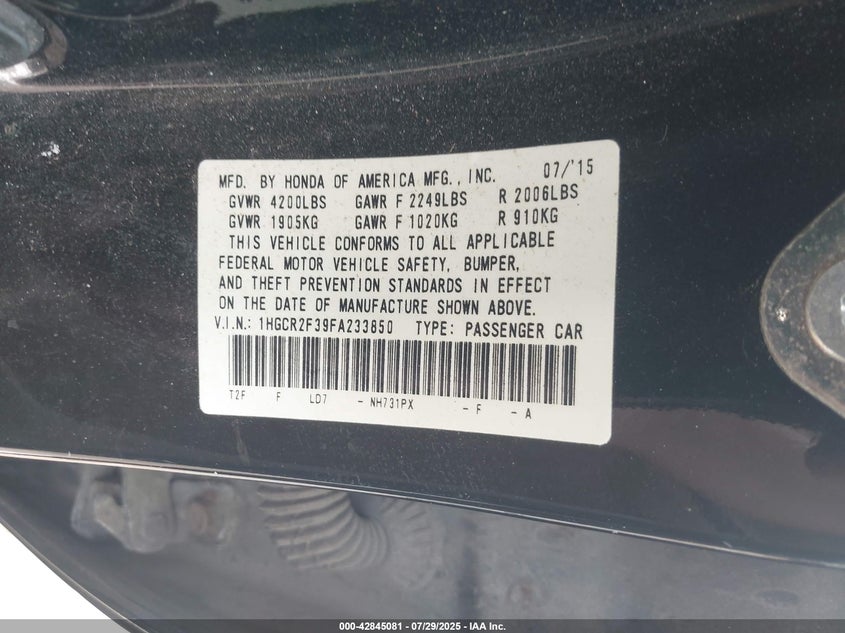 MFD. BY HONDA OF AMERICA MFG., INC. 07/'15
GVWR 4200LBS GAWR F 2249LBS R 2006LBS
GVWR 1905KG GAWR F 1020KG R 910KG
THIS VEHICLE CONFORMS TO ALL APPLICABLE
FEDERAL MOTOR VEHICLE SAFETY, BUMPER,
AND THEFT PREVENTION STANDARDS IN EFFECT
ON THE DATE OF MANUFACTURE SHOWN ABOVE.
V.I.N.: 1HGCR2F39FA233850 TYPE: PASSENGER CAR
T2F F LD7 - NH731PX - F - A
000-42845081 - 07/29/2025 - IAA Inc.